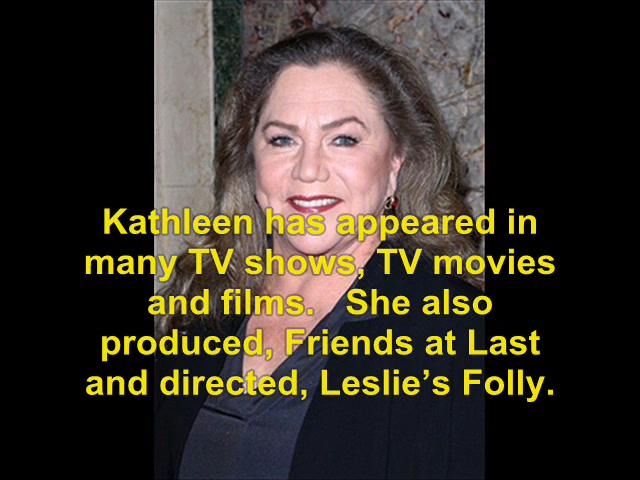 Kathleen has appeared in
many TV shows, TV movies
and films.   She also
produced, Friends at Last
and directed, Leslie’s Folly.